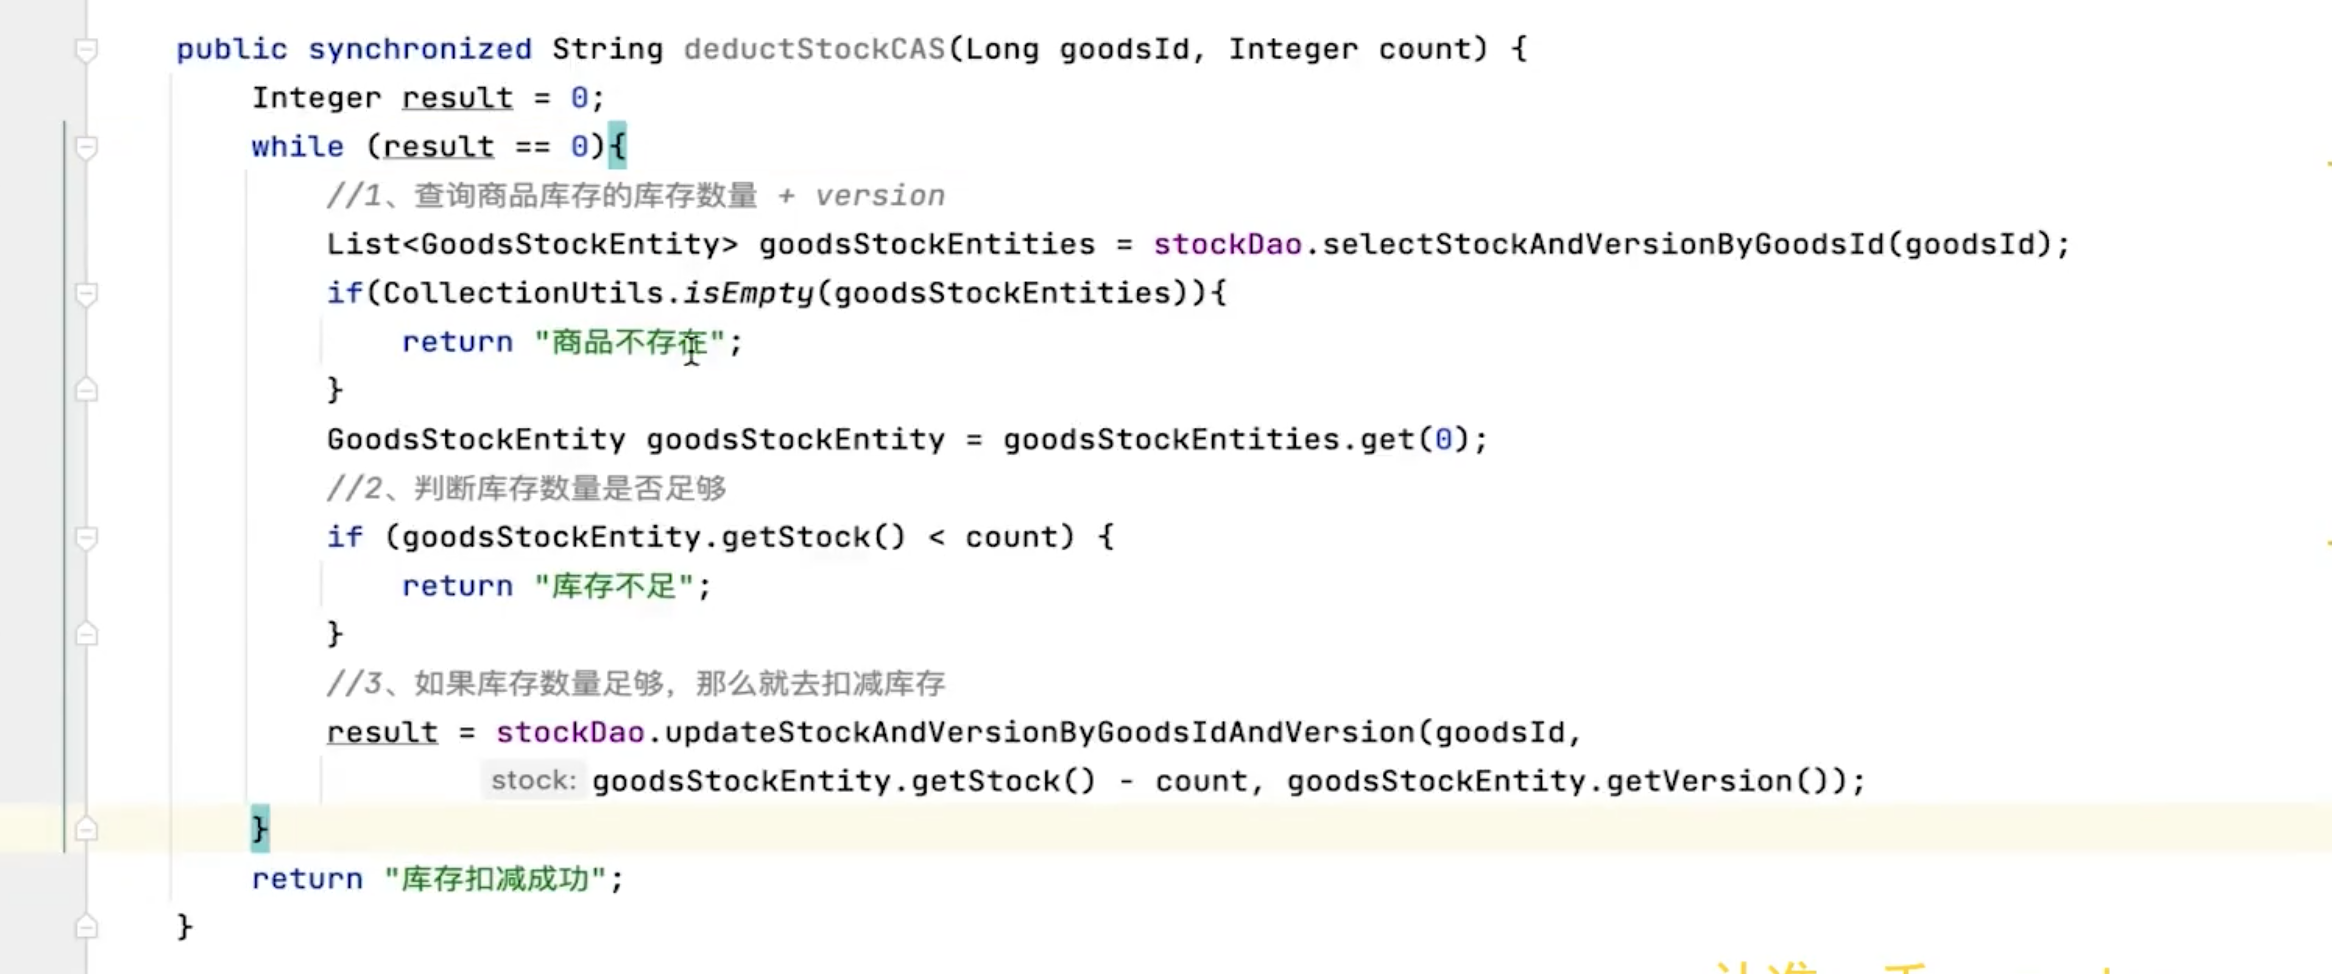 public synchronized String deductStockCAS(Long goodsId, Integer count) {
Integer result = 0;
while (result == 0){
//1、查询商品库存的库存数量 + version
List<GoodsStockEntity> goodsStockEntities = stockDao.selectStockAndVersionByGoodsId(goodsId);
if(CollectionUtils.isEmpty(goodsStockEntities)){
return "商品不存在";
}
GoodsStockEntity goodsStockEntity = goodsStockEntities.get(0);
//2、判断库存数量是否足够
if (goodsStockEntity.getStock() < count) {
return "库存不足";
}
//3、如果库存数量足够，那么就去扣减库存
result = stockDao.updateStockAndVersionByGoodsIdAndVersion(goodsId,
stock: goodsStockEntity.getStock() - count, goodsStockEntity.getVersion());
}
return "库存扣减成功";
}